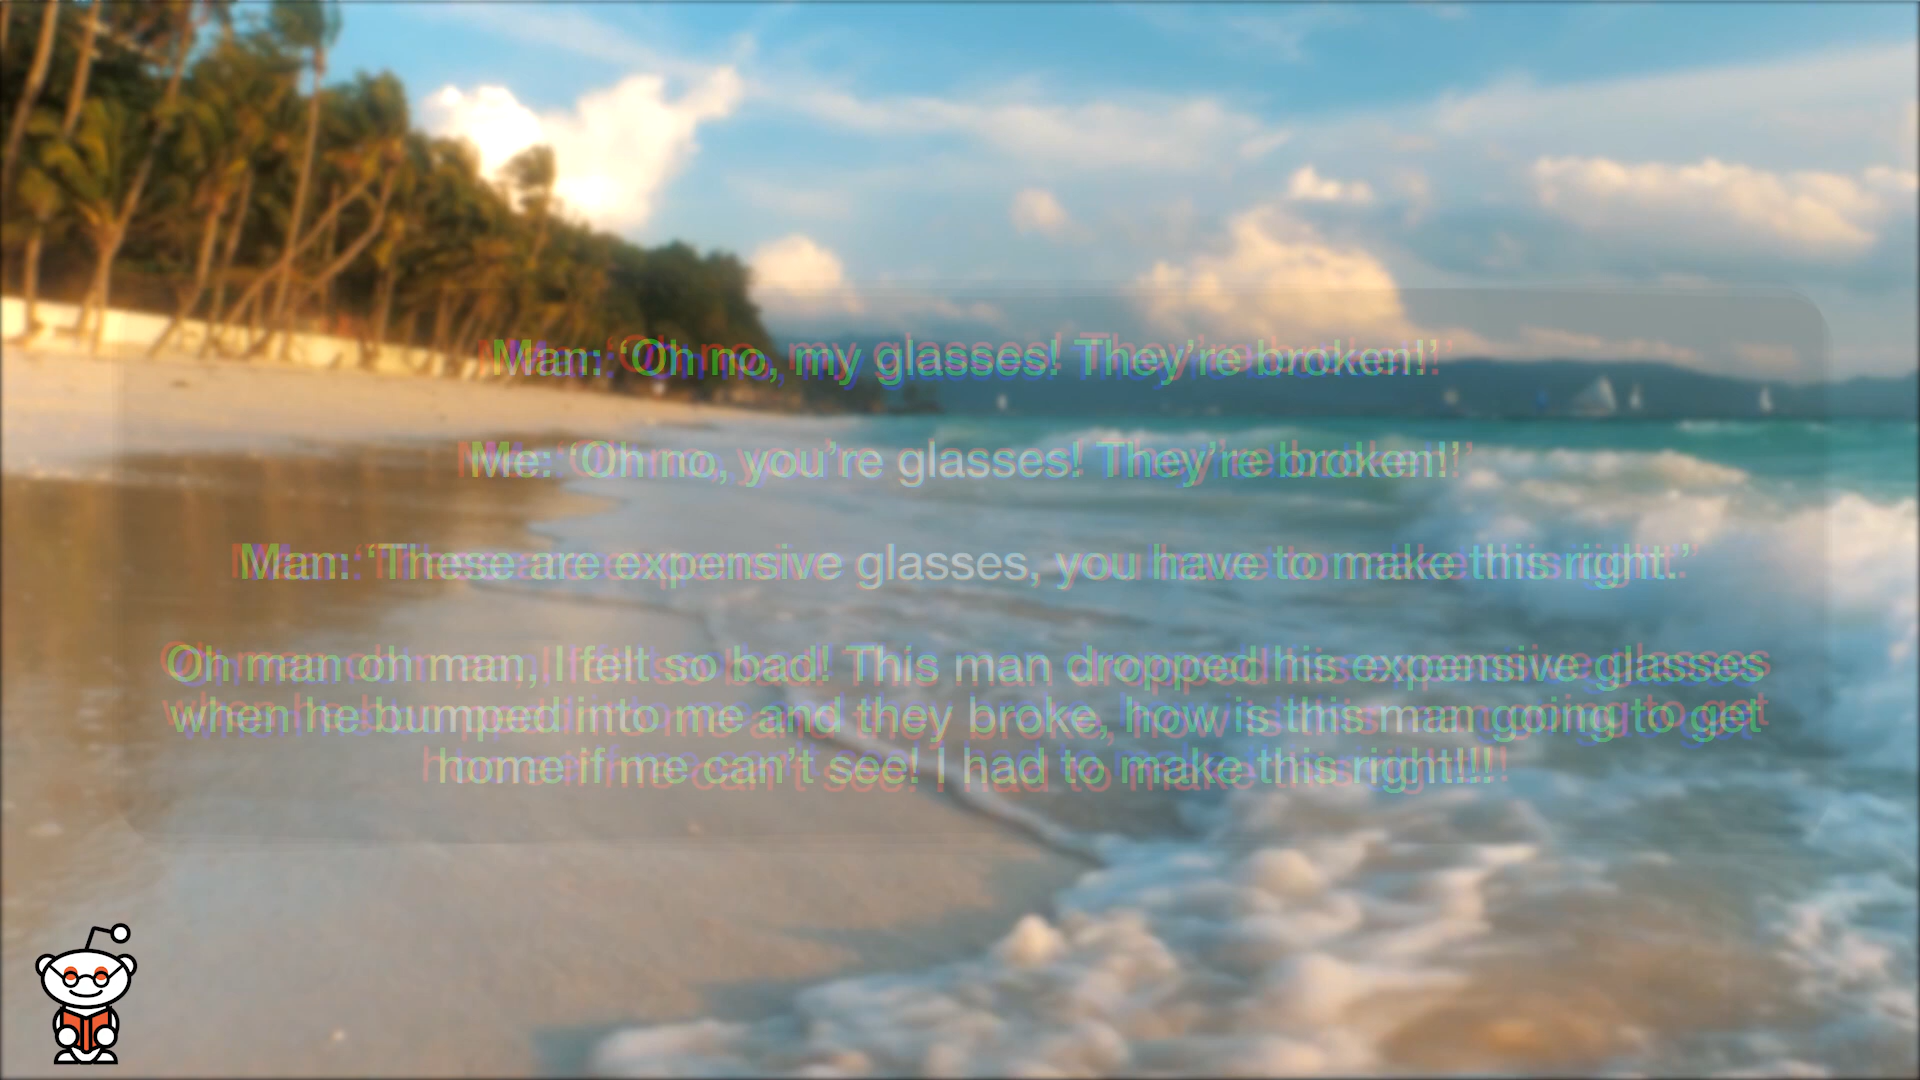 Man: ‘Oh no, my glasses! They’re broken!’
Me: ‘Oh no, you’re glasses! They’re broken!’
Man: ‘These are expensive glasses, you have to make this right.’
Oh man oh man, I felt so bad! This man dropped his expensive glasses
when he bumped into me and they broke, how is this man going to get
home if me can’t see! I had to make this right!!!